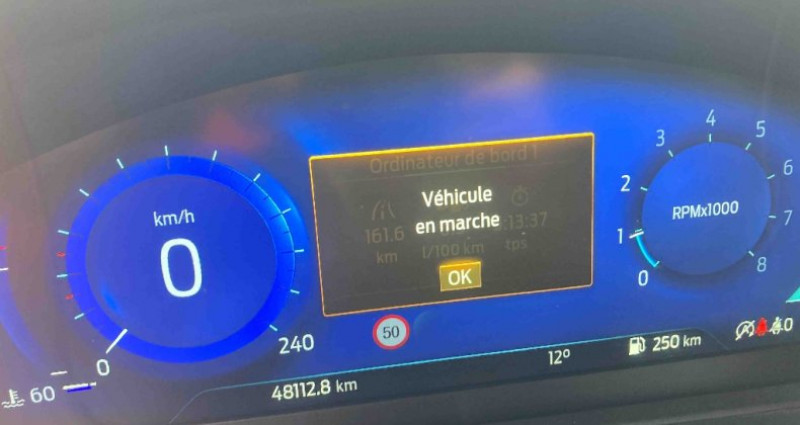 km/h
0
0
240
60
Ordinateur de bord 1
Véhicule
en marche
161.6
:13:37
km
l/100 km
tps
OK
50
48112.8 km
12°
250 km
0
1
2
3
4
5
6
7
8
RPMx1000
0